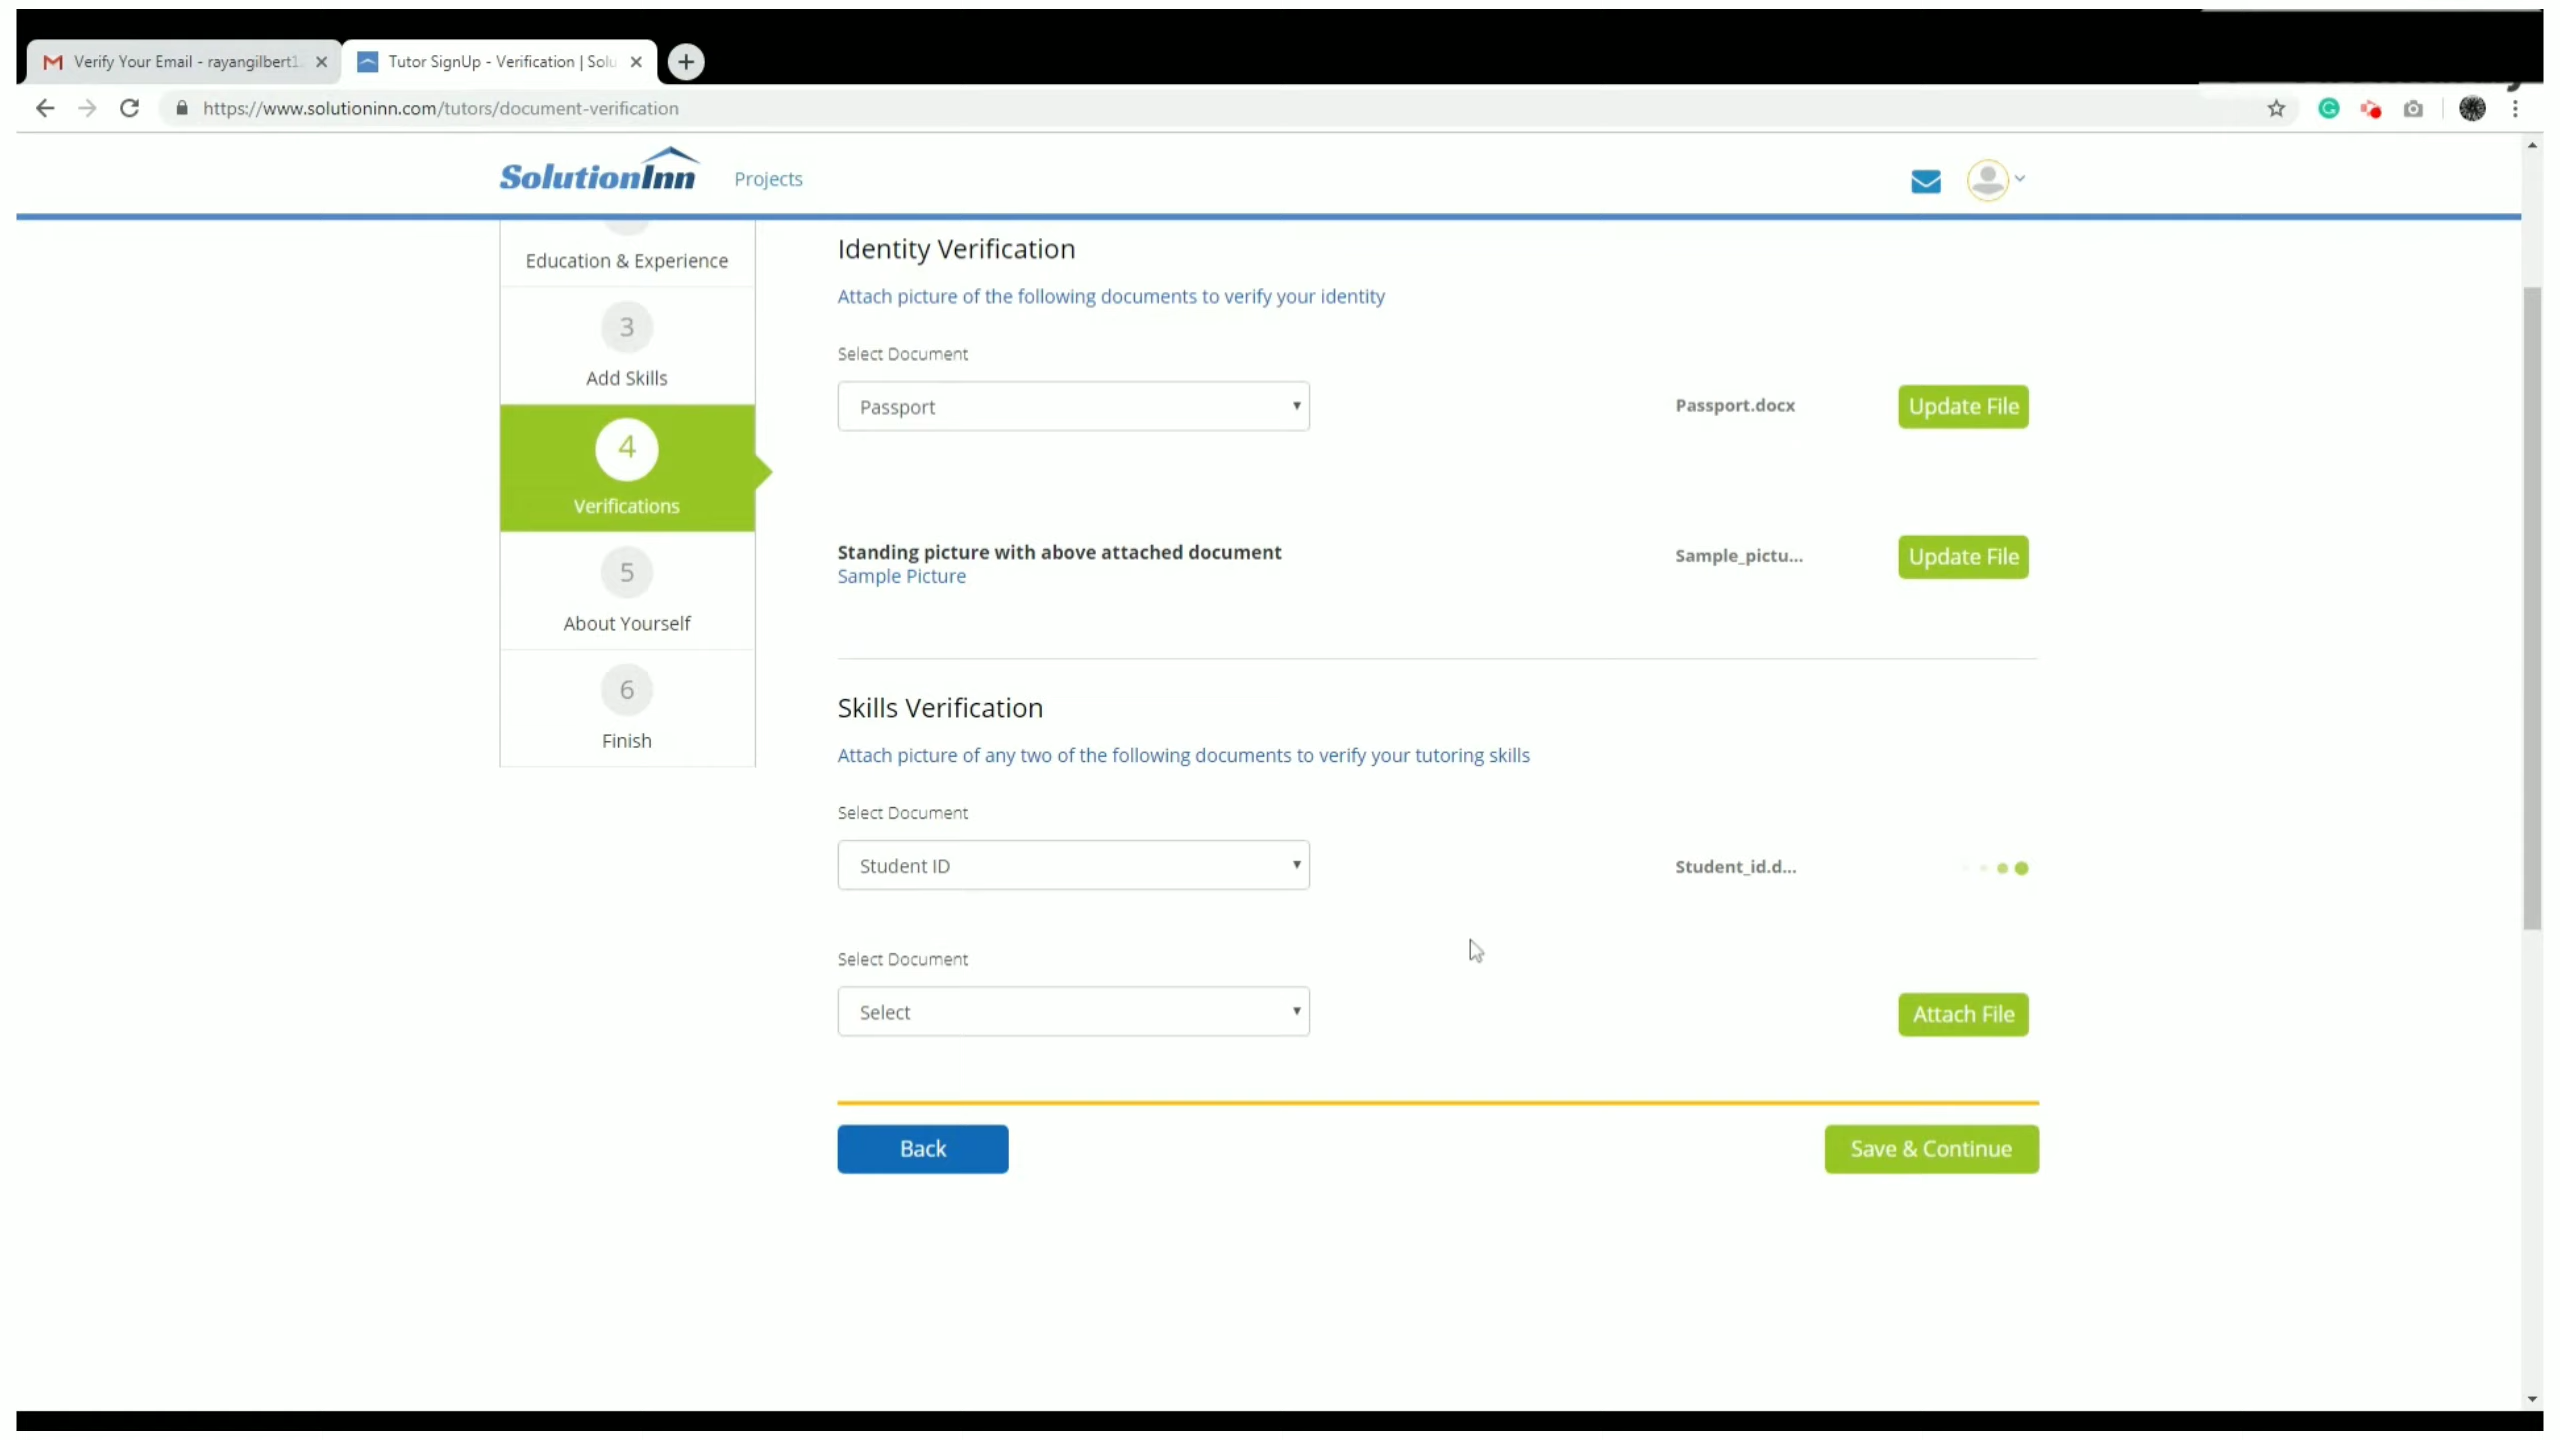 Verify Your Email - rayangilbert1
Tutor SignUp - Verification | Solu
https://www.solutioninn.com/tutors/document-verification
SolutionInn
Projects
Education & Experience
3
Add Skills
4
Verifications
5
About Yourself
6
Finish
Identity Verification
Attach picture of the following documents to verify your identity
Select Document
Passport
Passport.docx
Update File
Standing picture with above attached document
Sample Picture
Sample_pictu...
Update File
Skills Verification
Attach picture of any two of the following documents to verify your tutoring skills
Select Document
Student ID
Student_id.d...
Select Document
Select
Attach File
Back
Save & Continue